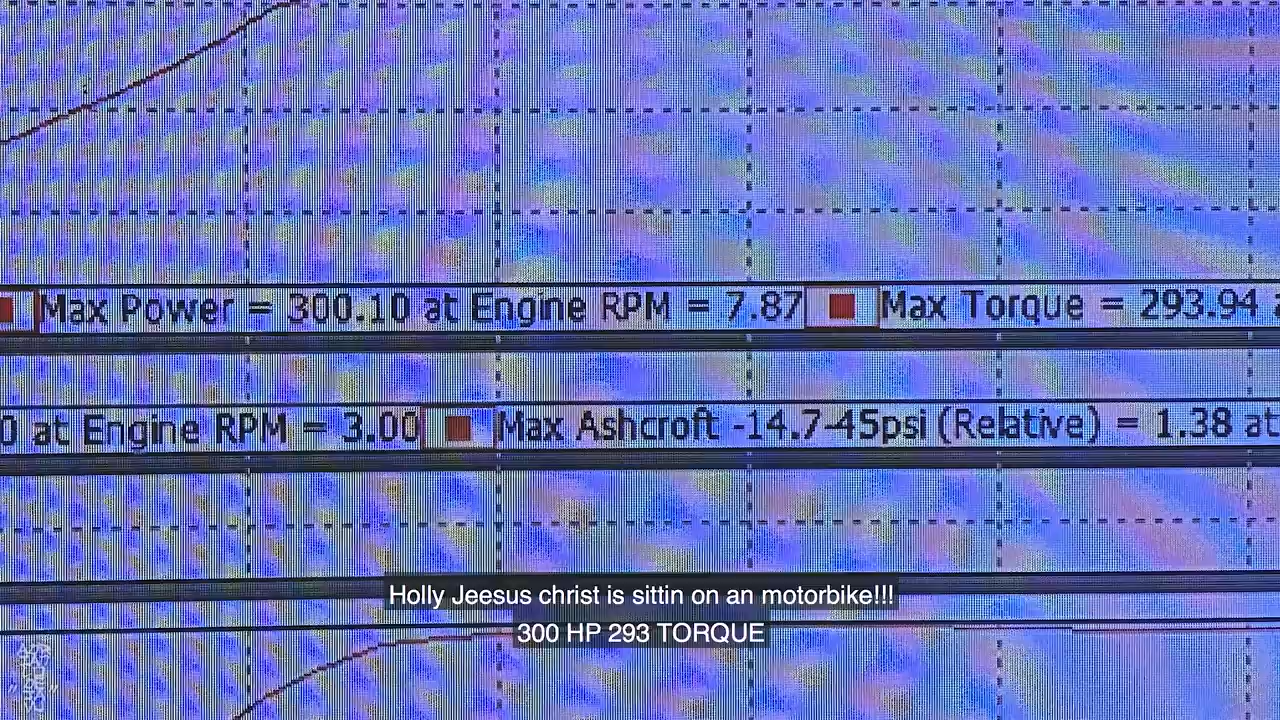 Max Power = 300.10 at Engine RPM = 7.87 Max Torque = 293.94
0 at Engine RPM = 3.00 Max Ashcroft -14.7-45psi (Relative) = 1.38 at
Holly Jeesus christ is sittin on an motorbike!!!
300 HP 293 TORQUE